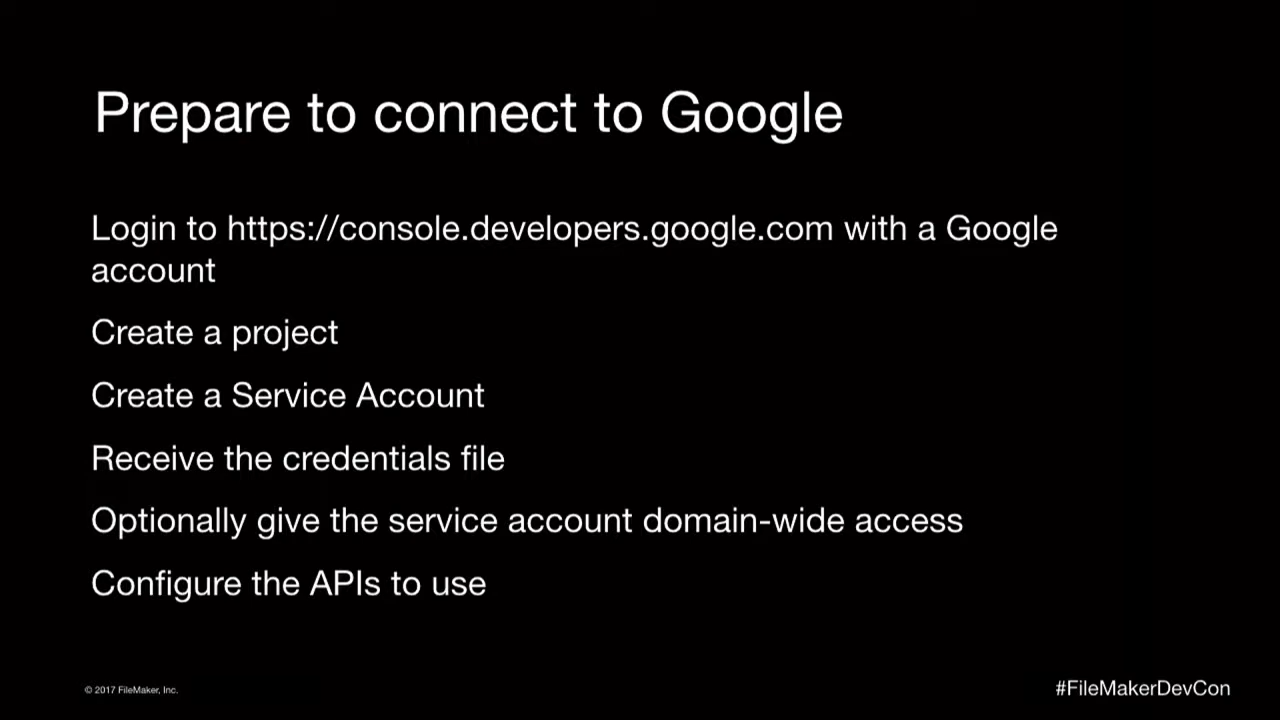 Prepare to connect to Google
Login to https://console.developers.google.com with a Google
account
Create a project
Create a Service Account
Receive the credentials file
Optionally give the service account domain-wide access
Configure the APIs to use
© 2017 FileMaker, Inc.
#FileMakerDevCon